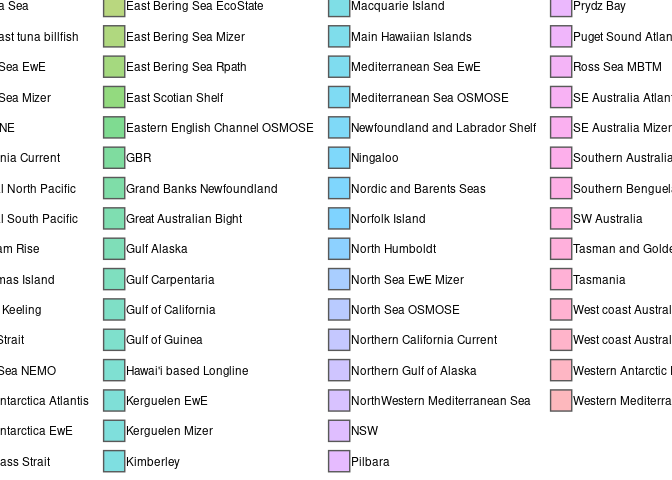 a Sea
ast tuna billfish
Sea EwE
Sea Mizer
NE
nia Current
l North Pacific
l South Pacific
am Rise
mas Island
Keeling
Strait
Sea NEMO
ntarctica Atlantis
ntarctica EwE
ass Strait
East Bering Sea EcoState
East Bering Sea Mizer
East Bering Sea Rpath
East Scotian Shelf
Eastern English Channel OSMOSE
GBR
Grand Banks Newfoundland
Great Australian Bight
Gulf Alaska
Gulf Carpentaria
Gulf of California
Gulf of Guinea
Hawai'i based Longline
Kerguelen EwE
Kerguelen Mizer
Kimberley
Macquarie Island
Main Hawaiian Islands
Mediterranean Sea EwE
Mediterranean Sea OSMOSE
Newfoundland and Labrador Shelf
Ningaloo
Nordic and Barents Seas
Norfolk Island
North Humboldt
North Sea EwE Mizer
North Sea OSMOSE
Northern California Current
Northern Gulf of Alaska
NorthWestern Mediterranean Sea
NSW
Pilbara
Prydz Bay
Puget Sound Atlan
Ross Sea MBTM
SE Australia Atlant
SE Australia Mizer
Southern Australia
Southern Benguel
SW Australia
Tasman and Golde
Tasmania
West coast Austral
West coast Austral
Western Antarctic
Western Mediterra